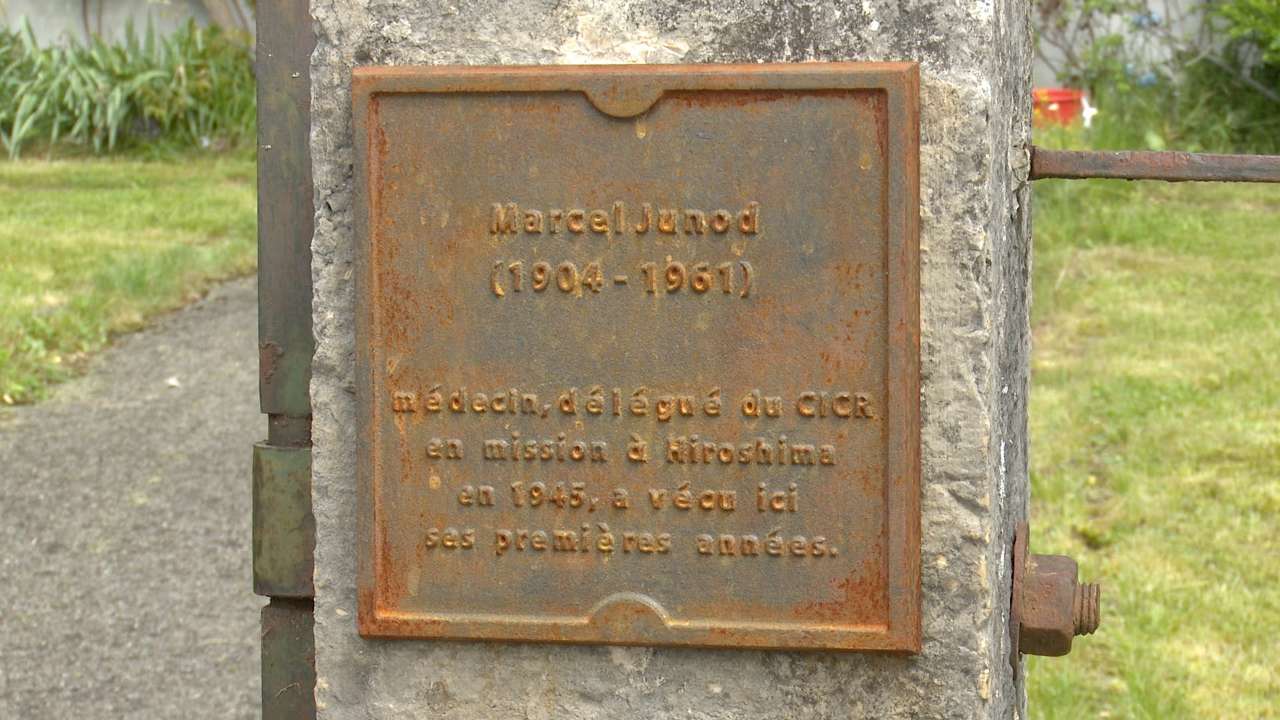 Marcel Junod
(1904-1961)
médecin, délégué du CICR
en mission à Hiroshima
en 1945, a vécu ici
ses premières années.